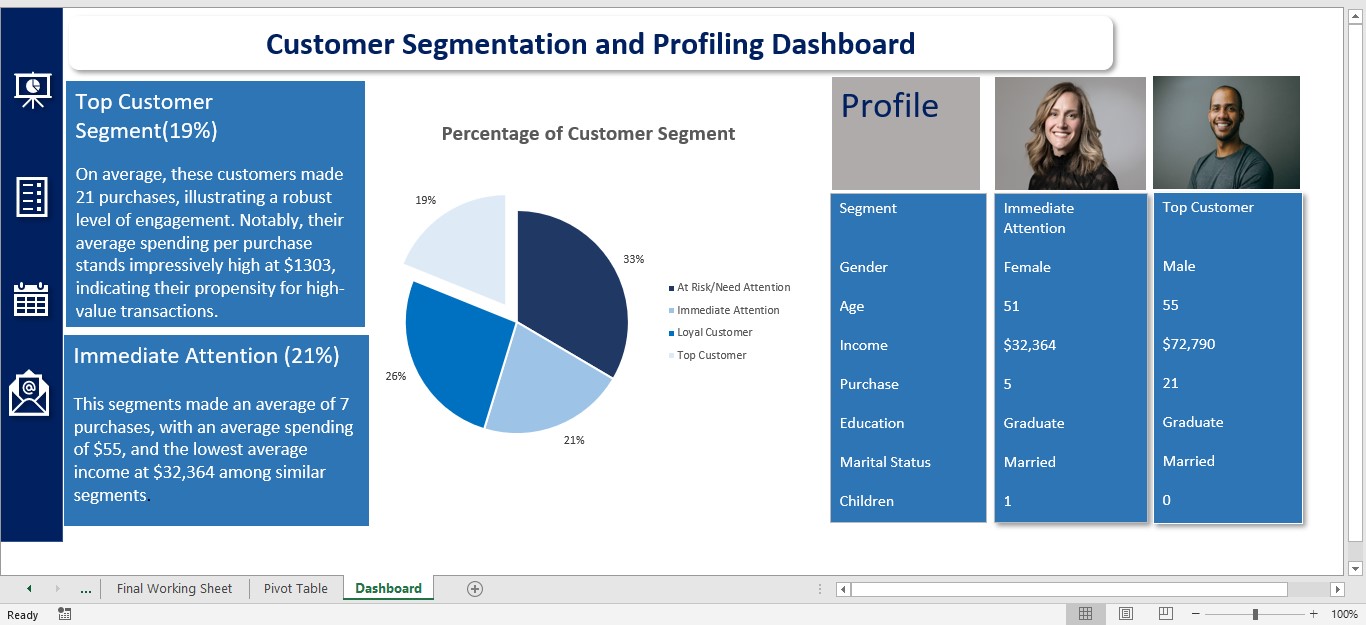 Customer Segmentation and Profiling Dashboard
Top Customer
Segment(19%)
On average, these customers made
21 purchases, illustrating a robust
level of engagement. Notably, their
average spending per purchase
stands impressively high at $1303,
indicating their propensity for high-
value transactions.
Immediate Attention (21%)
This segments made an average of 7
purchases, with an average spending
of $55, and the lowest average
income at $32,364 among similar
segments.
Percentage of Customer Segment
19%
33%
26%
21%
At Risk/Need Attention
Immediate Attention
Loyal Customer
Top Customer
Profile
Segment
Gender
Age
Income
Purchase
Education
Marital Status
Children
Immediate
Attention
Female
51
$32,364
5
Graduate
Married
1
Top Customer
Male
55
$72,790
21
Graduate
Married
0
... Final Working Sheet Pivot Table Dashboard
Ready 100%